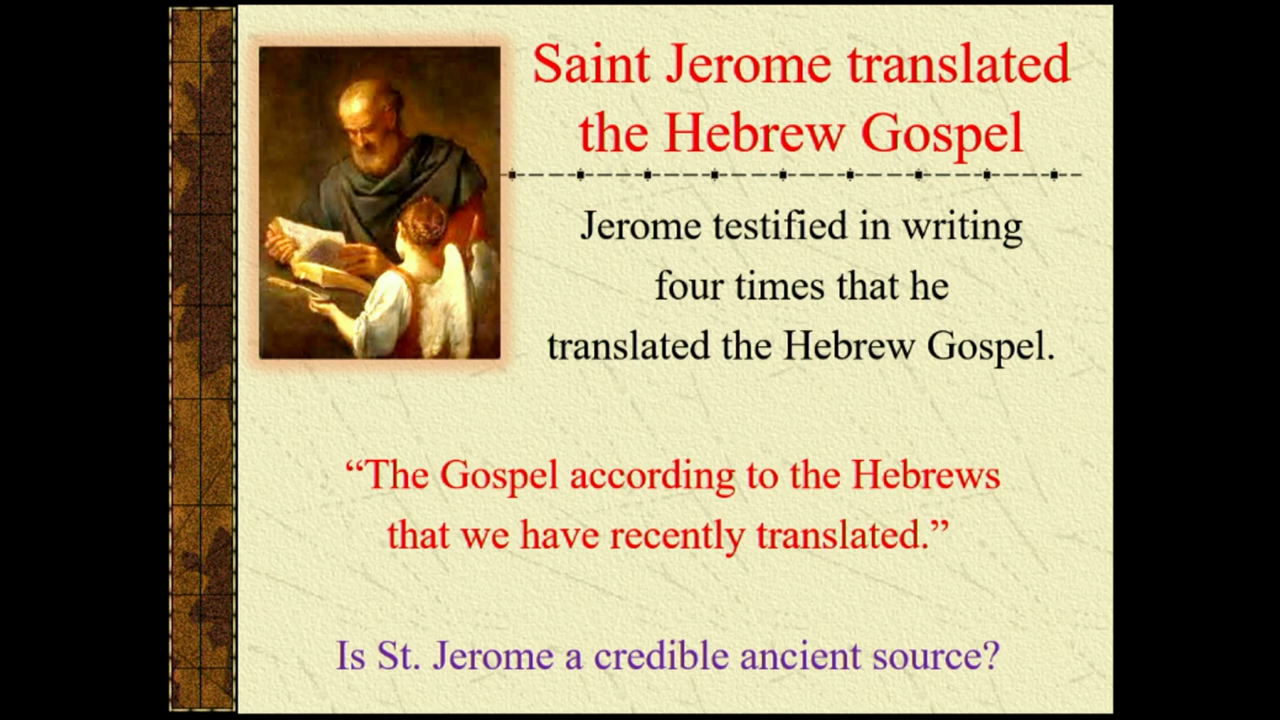 Saint Jerome translated
the Hebrew Gospel
Jerome testified in writing
four times that he
translated the Hebrew Gospel.
“The Gospel according to the Hebrews
that we have recently translated.”
Is St. Jerome a credible ancient source?